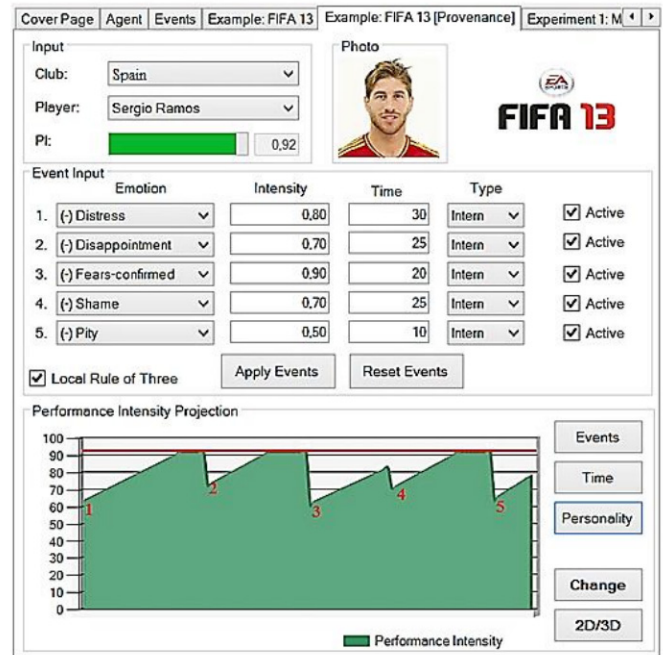 Cover Page Agent Events Example: FIFA 13 Example: FIFA 13 [Provenance] Experiment 1: M
Input
Club: Spain
Player: Sergio Ramos
PI: 0,92
Photo
EA
SPORTS
FIFA 13
Event Input
Emotion Intensity Time Type
1. (-) Distress 0,80 30 Intern Active
2. (-) Disappointment 0,70 25 Intern Active
3. (-) Fears-confirmed 0,90 20 Intern Active
4. (-) Shame 0,70 25 Intern Active
5. (-) Pity 0,50 10 Intern Active
Local Rule of Three Apply Events Reset Events
Performance Intensity Projection
100
90
80
70
60
50
40
30
20
10
0
1 2 3 4 5
Performance Intensity
Events
Time
Personality
Change
2D/3D